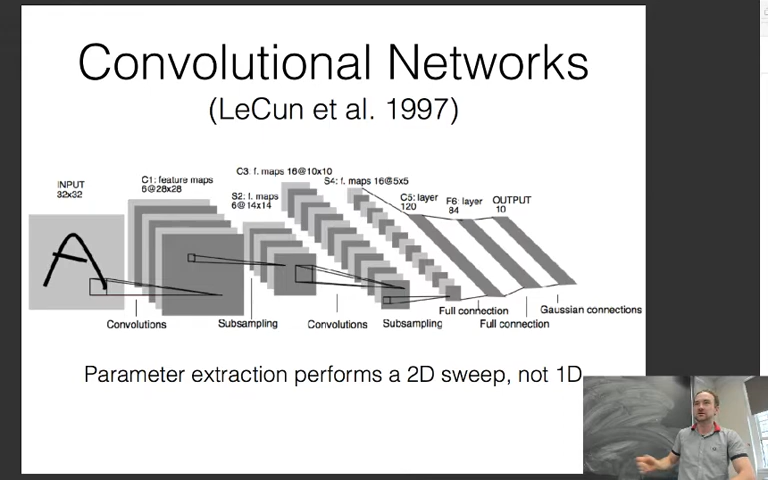 Convolutional Networks
(LeCun et al. 1997)
INPUT
32x32
C1: feature maps
6@28x28
S2: f. maps
6@14x14
C3: f. maps 16@10x10
S4: f. maps 16@5x5
C5: layer
120
F6: layer
84
OUTPUT
10
A
Convolutions
Subsampling
Convolutions
Subsampling
Full connection
Full connection
Gaussian connections
Parameter extraction performs a 2D sweep, not 1D